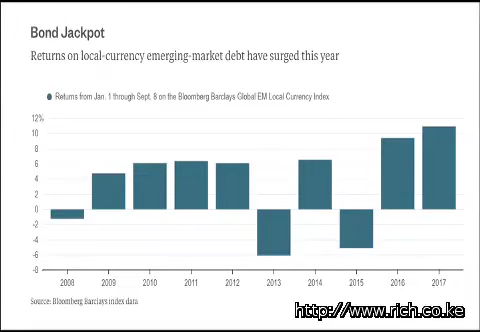 Bond Jackpot
Returns on local-currency emerging-market debt have surged this year
Returns from Jan. 1 through Sept. 8 on the Bloomberg Barclays Global EM Local Currency Index
12%
10
8
6
4
2
0
-2
-4
-6
-8
2008 2009 2010 2011 2012 2013 2014 2015 2016 2017
Source: Bloomberg Barclays index data
http://www.rich.co.ke